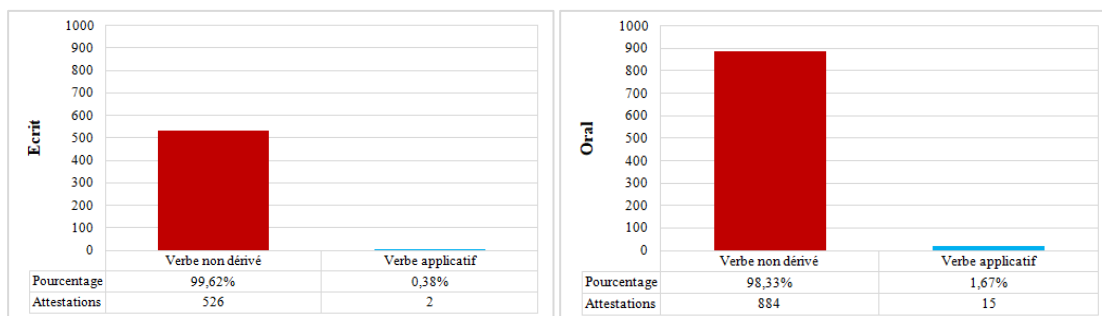 Ecrit
1000
900
800
700
600
500
400
300
200
100
0
Verbe non dérivé Verbe applicatif
Pourcentage 99,62% 0,38%
Attestations 526 2
Oral
1000
900
800
700
600
500
400
300
200
100
0
Verbe non dérivé Verbe applicatif
Pourcentage 98,33% 1,67%
Attestations 884 15